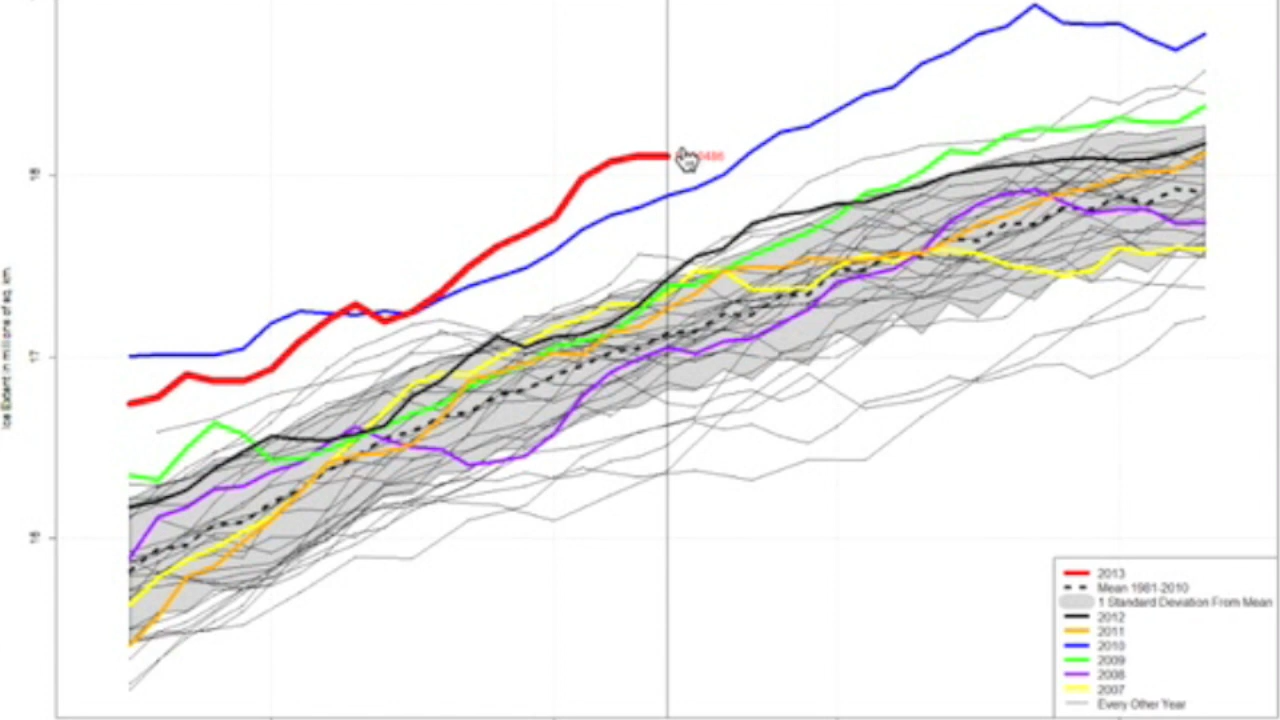 18
17
16
Ice Extent in millions of sq. km
2013
Mean 1981-2010
1 Standard Deviation From Mean
2012
2011
2010
2009
2008
2007
Every Other Year